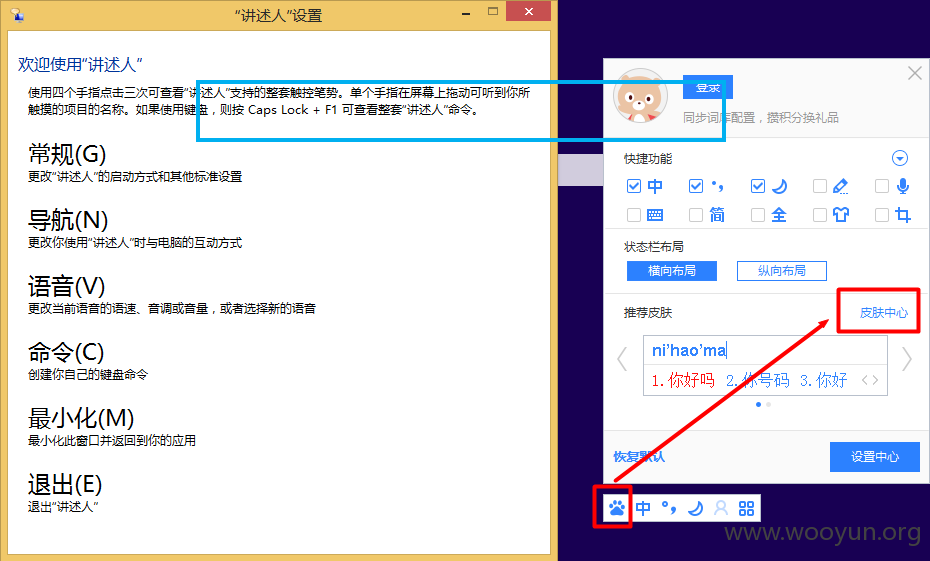 “讲述人”设置
欢迎使用“讲述人”
使用四个手指点击三次可查看“讲述人”支持的整套触控笔势。单个手指在屏幕上拖动可听到你所
触摸的项目的名称。如果使用键盘，则按 Caps Lock + F1 可查看整套“讲述人”命令。
常规(G)
更改“讲述人”的启动方式和其他标准设置
导航(N)
更改你使用“讲述人”时与电脑的互动方式
语音(V)
更改当前语音的语速、音调或音量，或者选择新的语音
命令(C)
创建你自己的键盘命令
最小化(M)
最小化此窗口并返回到你的应用
退出(E)
退出“讲述人”
登录
同步词库配置，攒积分换礼品
快捷功能
中
简 全
状态栏布局
横向布局 纵向布局
推荐皮肤 皮肤中心
ni'hao'ma
1.你好吗 2.你号码 3.你好
恢复默认 设置中心
中
www.wooyun.org